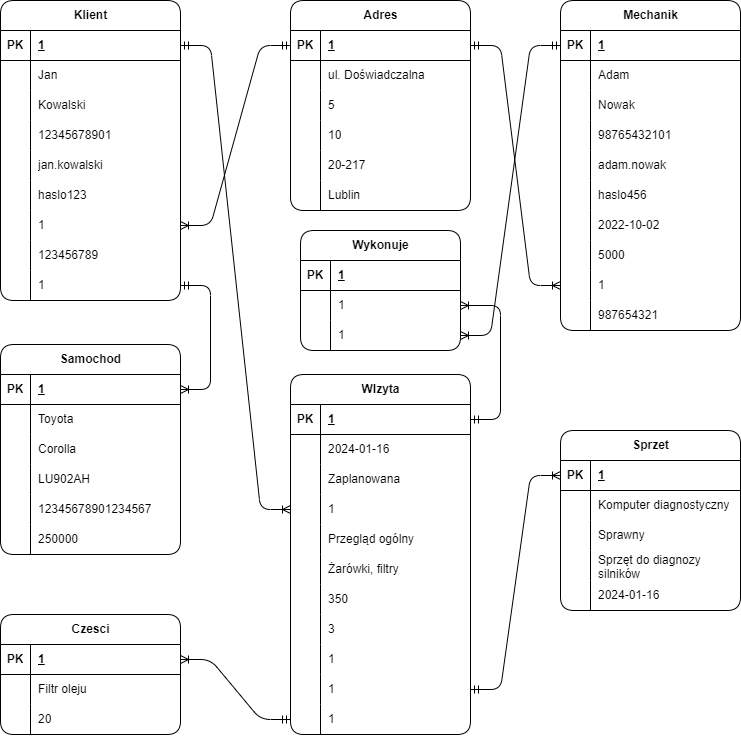 Klient
PK 1
Jan
Kowalski
12345678901
jan.kowalski
haslo123
1
123456789
1
Adres
PK 1
ul. Doświadczalna
5
10
20-217
Lublin
Mechanik
PK 1
Adam
Nowak
98765432101
adam.nowak
haslo456
2022-10-02
5000
1
987654321
Wykonuje
PK 1
1
1
Samochod
PK 1
Toyota
Corolla
LU902AH
12345678901234567
250000
WIzyta
PK 1
2024-01-16
Zaplanowana
1
Przegląd ogólny
Żarówki, filtry
350
3
1
1
1
Sprzet
PK 1
Komputer diagnostyczny
Sprawny
Sprzęt do diagnozy
silników
2024-01-16
Czesci
PK 1
Filtr oleju
20